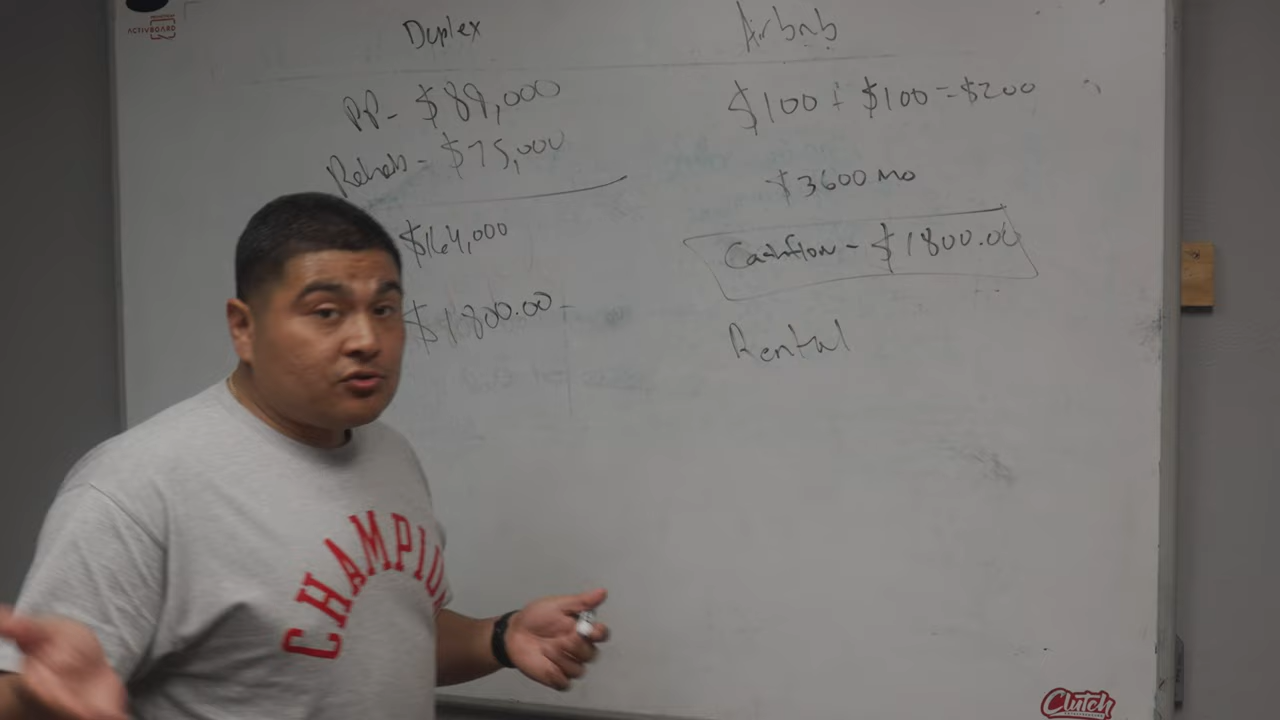 ACTIVBOARD
Duplex
PP- $89,000
Rehab - $75,000
$164,000
$1800.00 -
Airbnb
$100 + $100 = $200
$3600 mo
Cashflow - $1800.00
Rental
CHAMPION
Clutch